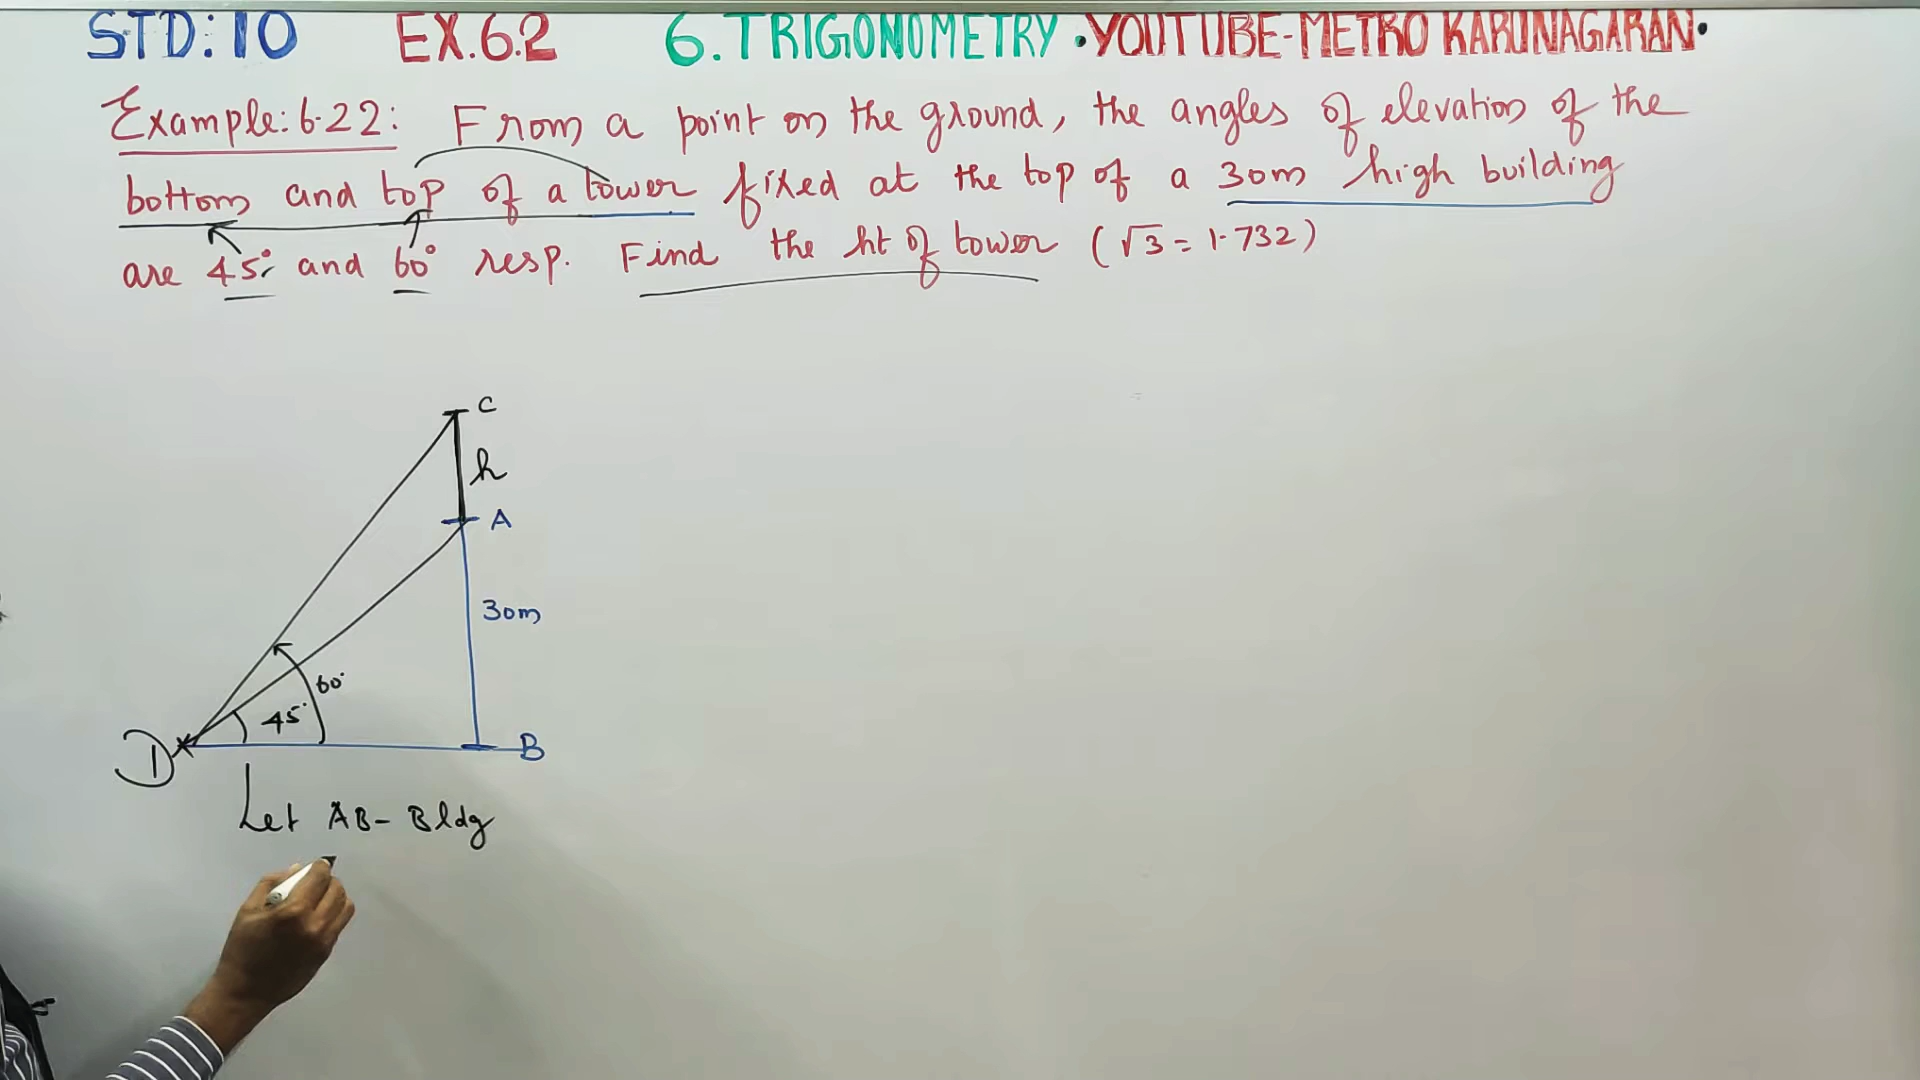 STD: 10 EX.6.2 6. TRIGONOMETRY • YOUTUBE-METRO KARUNAGARAN •
Example: 6.22: From a point on the ground, the angles of elevation of the
bottom and top of a tower fixed at the top of a 30m high building
are 45° and 60° resp. Find the ht of tower (√3 = 1.732)
C
h
A
30m
60°
45°
D
B
Let AB - Bldg